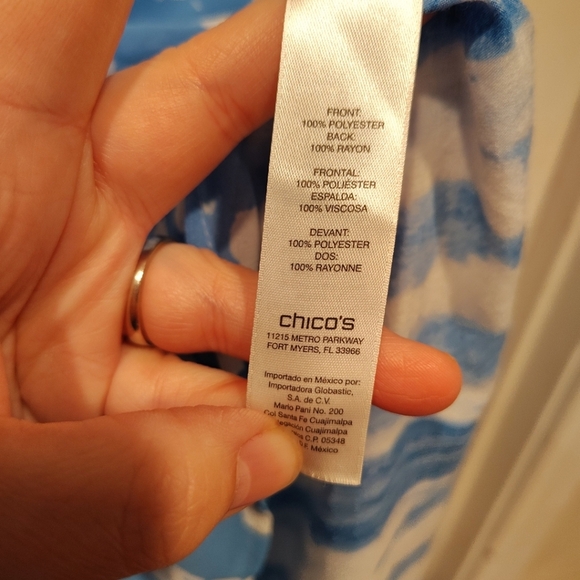 FRONT:
100% POLYESTER
BACK:
100% RAYON
FRONTAL:
100% POLIÉSTER
ESPALDA:
100% VISCOSA
DEVANT:
100% POLYESTER
DOS:
100% RAYONNE
chico's
11215 METRO PARKWAY
FORT MYERS, FL 33966
Importado en México por:
Importadora Globastic,
S.A. de C.V.
Mario Pani No. 200
Col Santa Fe Cuajimalpa
Cuajimalpa
C.P. 05348
México